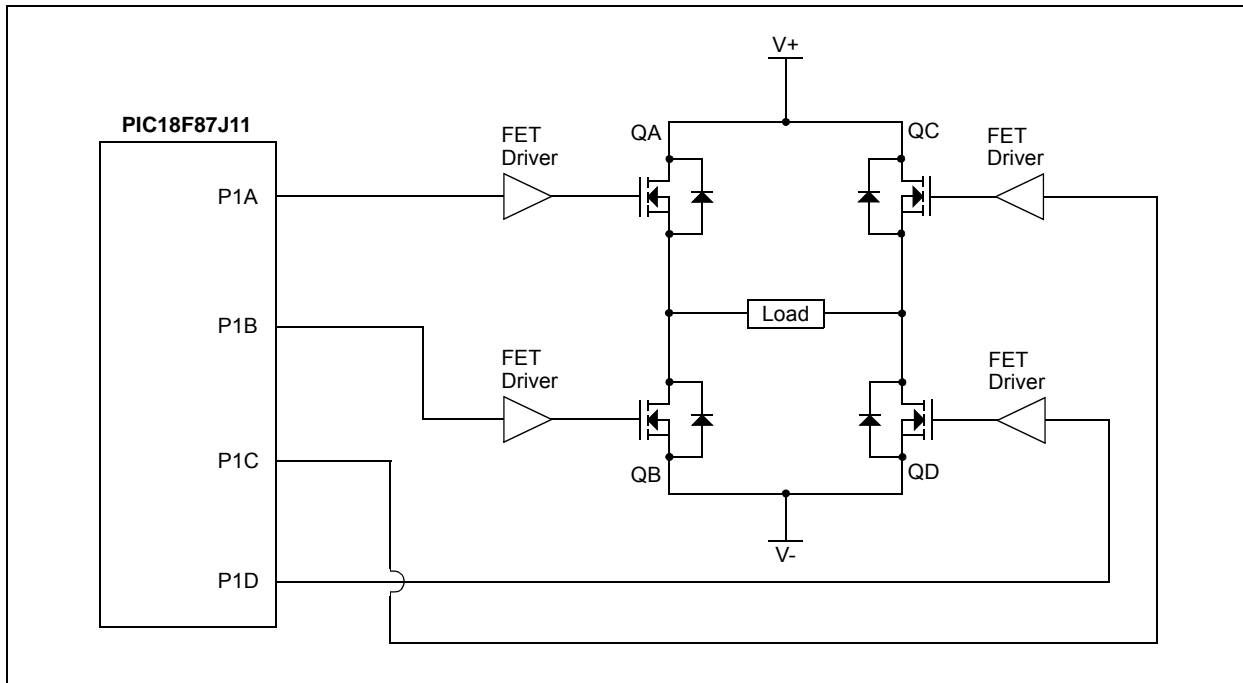 V+
PIC18F87J11
FET
Driver
QA
QC
FET
Driver
P1A
P1B
Load
FET
Driver
FET
Driver
P1C
QB
QD
V-
P1D